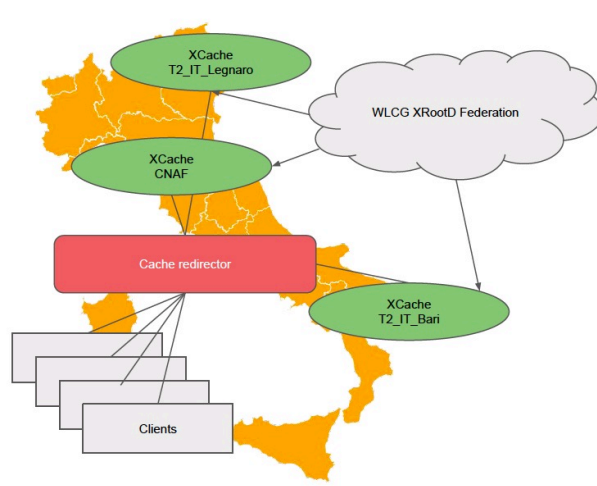 XCache
T2_IT_Legnaro
WLCG XRootD Federation
XCache
CNAF
Cache redirector
XCache
T2_IT_Bari
Clients